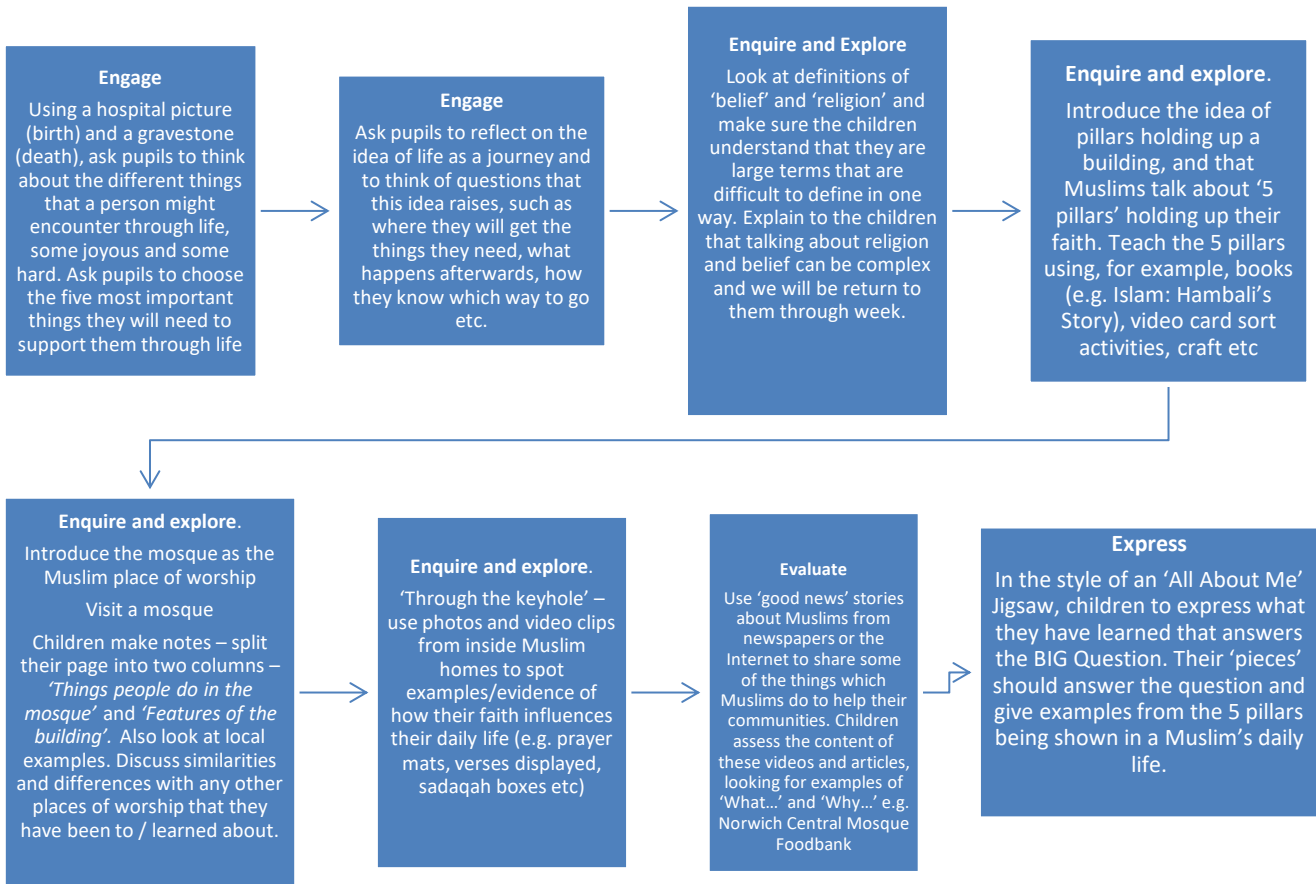 Engage
Using a hospital picture
(birth) and a gravestone
(death), ask pupils to think
about the different things
that a person might
encounter through life,
some joyous and some
hard. Ask pupils to choose
the five most important
things they will need to
support them through life
Engage
Ask pupils to reflect on the
idea of life as a journey and
to think of questions that
this idea raises, such as
where they will get the
things they need, what
happens afterwards, how
they know which way to go
etc.
Enquire and Explore
Look at definitions of
‘belief’ and ‘religion’ and
make sure the children
understand that they are
large terms that are
difficult to define in one
way. Explain to the children
that talking about religion
and belief can be complex
and we will be return to
them through week.
Enquire and explore.
Introduce the idea of
pillars holding up a
building, and that
Muslims talk about ‘5
pillars’ holding up their
faith. Teach the 5 pillars
using, for example, books
(e.g. Islam: Hambali’s
Story), video card sort
activities, craft etc
Enquire and explore.
Introduce the mosque as the
Muslim place of worship
Visit a mosque
Children make notes – split
their page into two columns –
‘Things people do in the
mosque’ and ‘Features of the
building’. Also look at local
examples. Discuss similarities
and differences with any other
places of worship that they
have been to / learned about.
Enquire and explore.
‘Through the keyhole’ –
use photos and video clips
from inside Muslim
homes to spot
examples/evidence of
how their faith influences
their daily life (e.g. prayer
mats, verses displayed,
sadaqah boxes etc)
Evaluate
Use ‘good news’ stories
about Muslims from
newspapers or the
Internet to share some
of the things which
Muslims do to help their
communities. Children
assess the content of
these videos and articles,
looking for examples of
‘What…’ and ‘Why…’ e.g.
Norwich Central Mosque
Foodbank
Express
In the style of an ‘All About Me’
Jigsaw, children to express what
they have learned that answers
the BIG Question. Their ‘pieces’
should answer the question and
give examples from the 5 pillars
being shown in a Muslim’s daily
life.